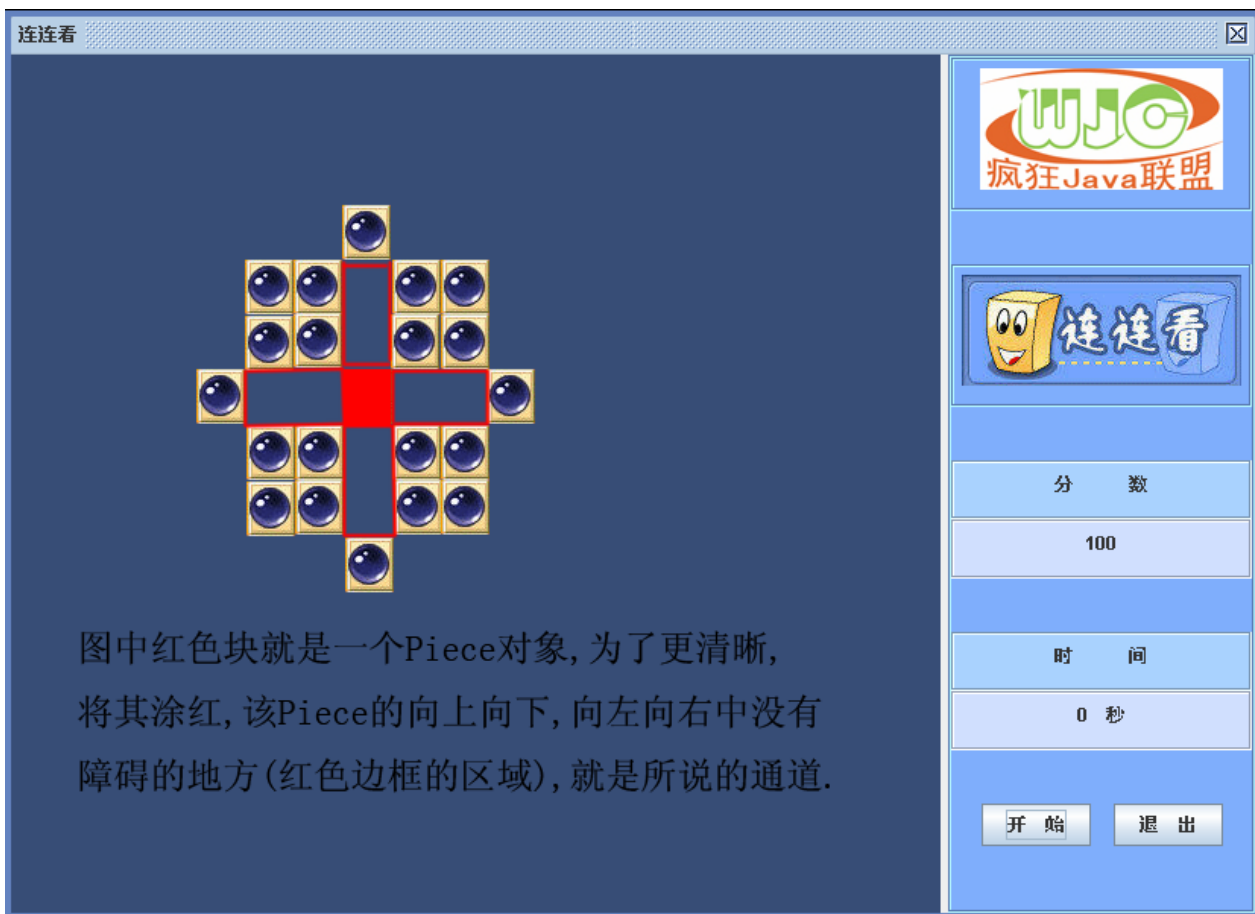 连连看
WJC
疯狂Java联盟
连连看
分 数
100
时 间
0 秒
开 始 退 出
图中红色块就是一个Piece对象,为了更清晰,
将其涂红,该Piece的向上向下,向左向右中没有
障碍的地方(红色边框的区域),就是所说的通道.